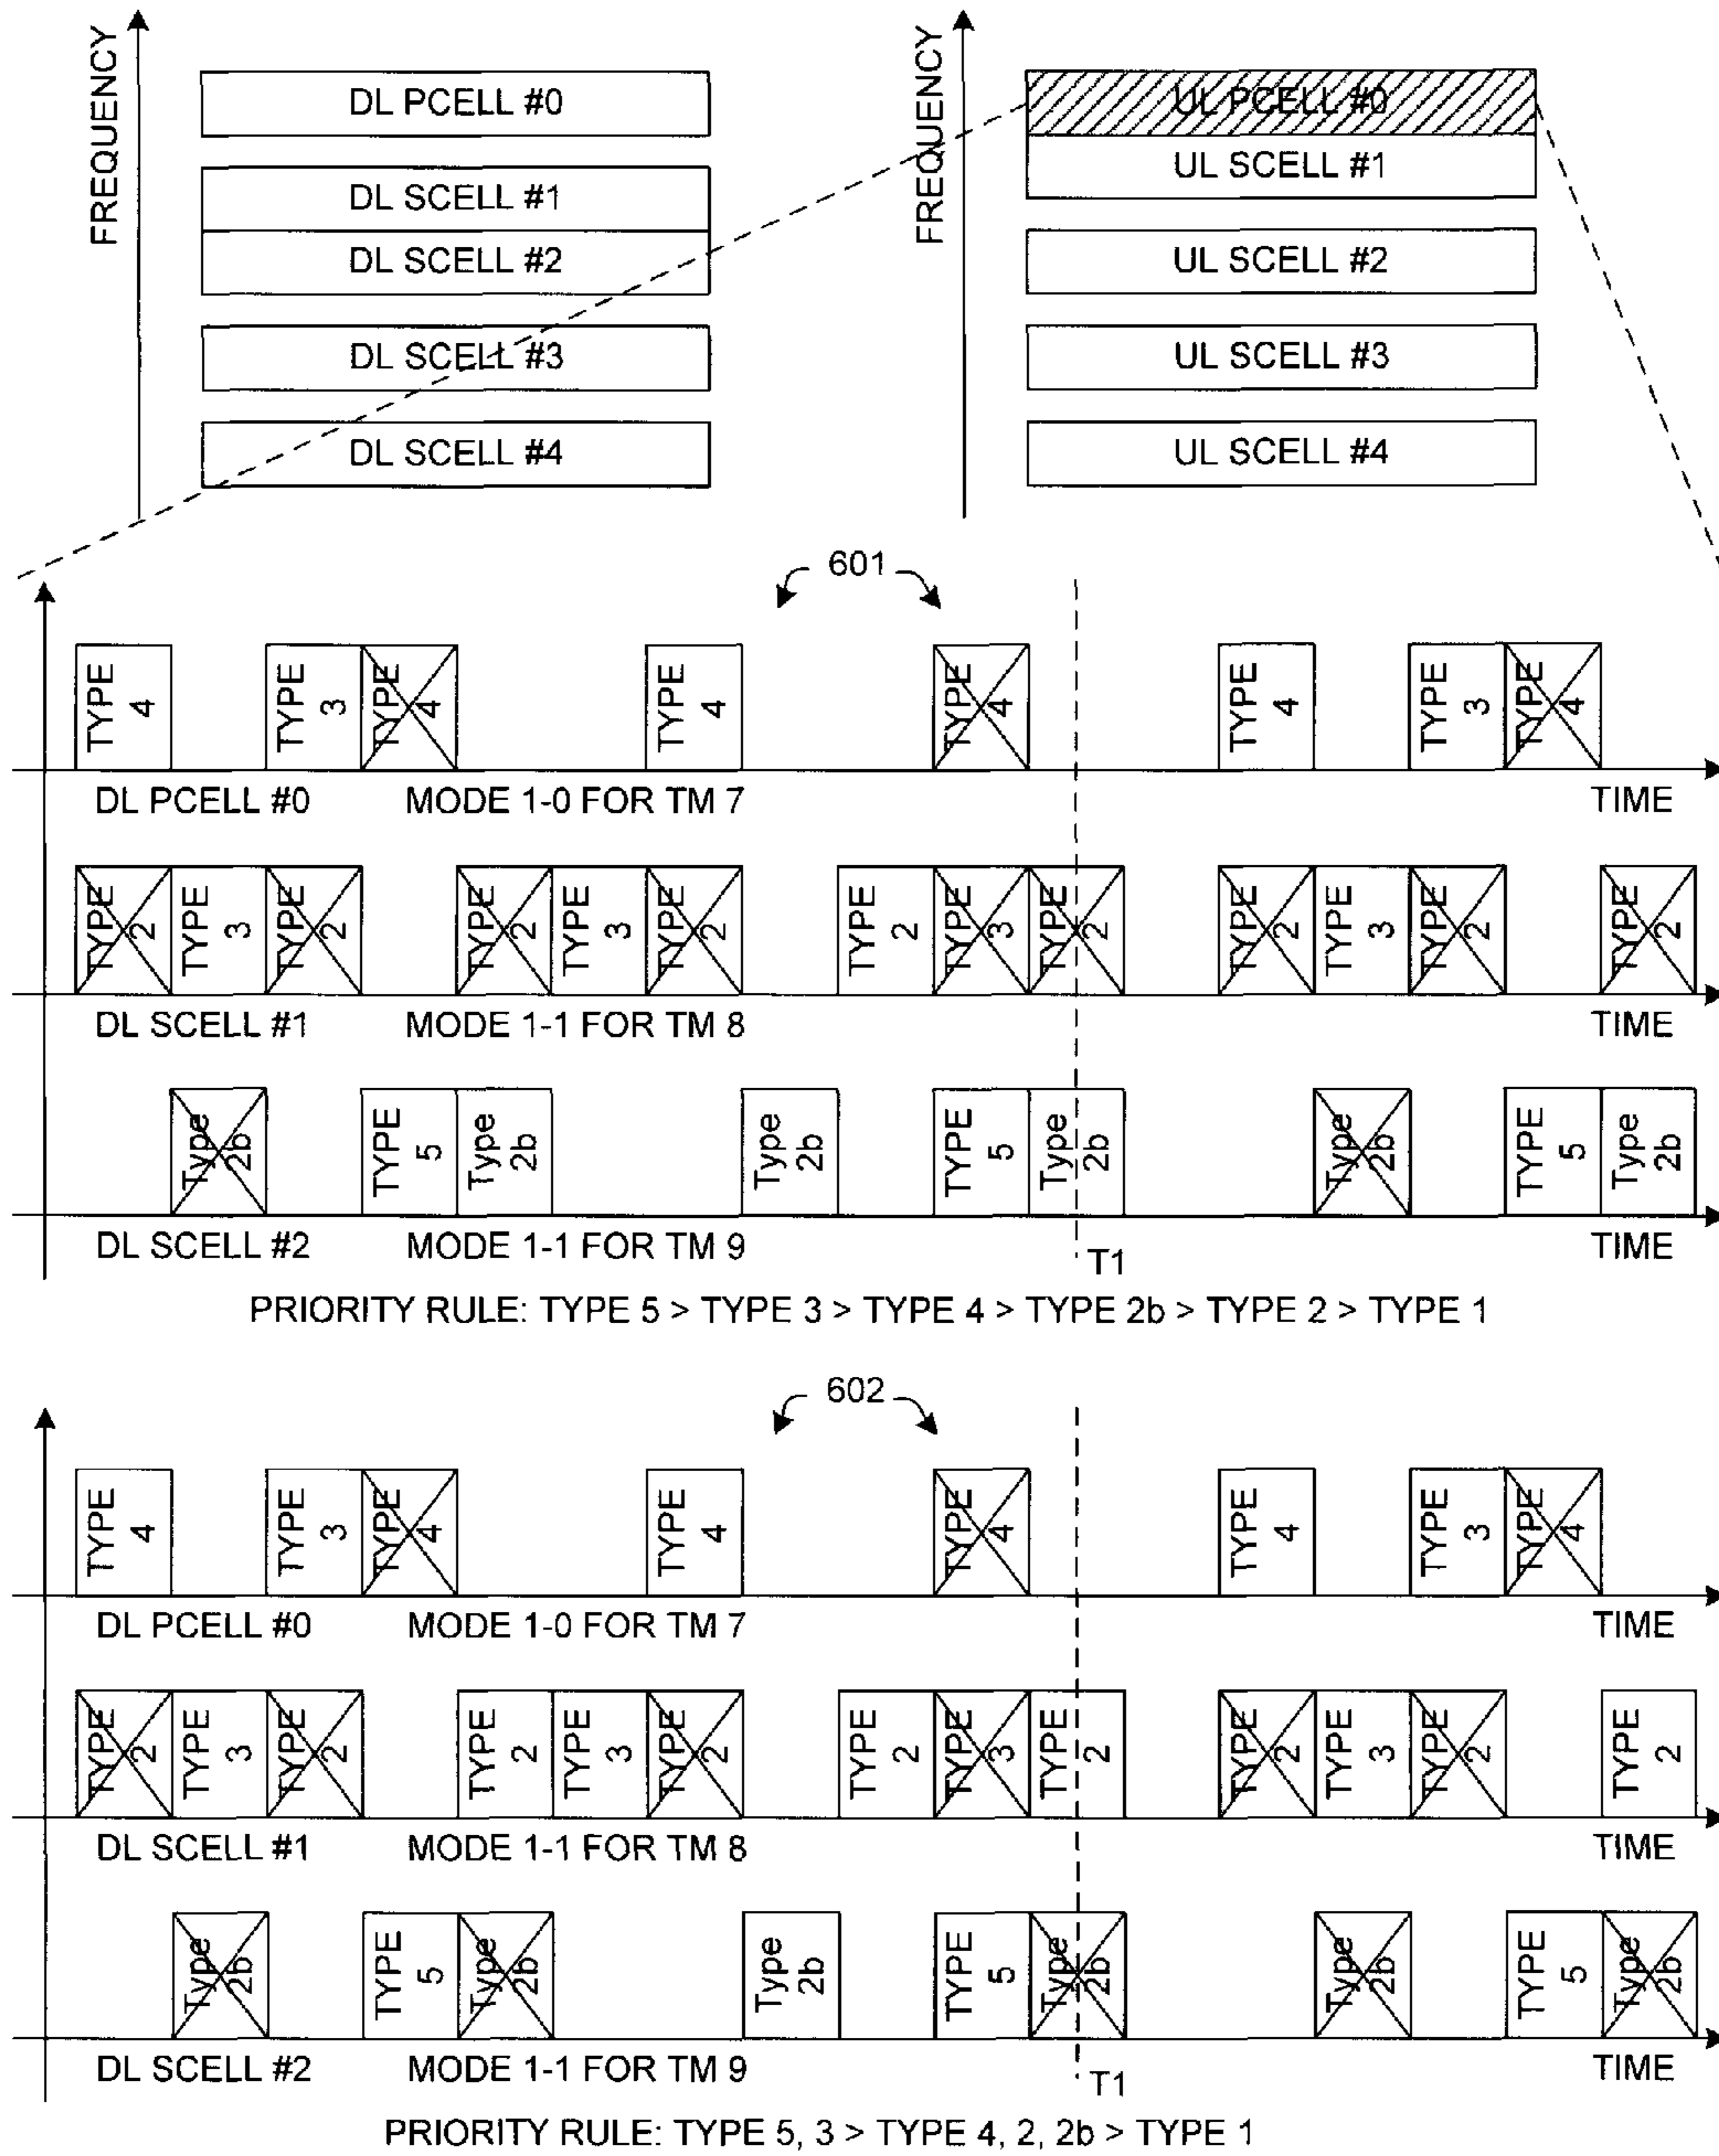 FREQUENCY
DL PCELL #0
DL SCELL #1
DL SCELL #2
DL SCELL #3
DL SCELL #4
FREQUENCY
UL PCELL #0
UL SCELL #1
UL SCELL #2
UL SCELL #3
UL SCELL #4
601
TYPE 4
TYPE 3
TYPE 4
TYPE 4
TYPE 4
TYPE 4
TYPE 3
TYPE 4
DL PCELL #0 MODE 1-0 FOR TM 7 TIME
TYPE 2
TYPE 3
TYPE 2
TYPE 2
TYPE 3
TYPE 2
TYPE 2
TYPE 3
TYPE 2
TYPE 2
TYPE 3
TYPE 2
TYPE 2
DL SCELL #1 MODE 1-1 FOR TM 8 TIME
Type 2b
TYPE 5
Type 2b
Type 2b
TYPE 5
Type 2b
Type 2b
TYPE 5
Type 2b
DL SCELL #2 MODE 1-1 FOR TM 9 TIME
T1
PRIORITY RULE: TYPE 5 > TYPE 3 > TYPE 4 > TYPE 2b > TYPE 2 > TYPE 1
602
TYPE 4
TYPE 3
TYPE 4
TYPE 4
TYPE 4
TYPE 4
TYPE 3
TYPE 4
DL PCELL #0 MODE 1-0 FOR TM 7 TIME
TYPE 2
TYPE 3
TYPE 2
TYPE 2
TYPE 3
TYPE 2
TYPE 2
TYPE 3
TYPE 2
TYPE 2
TYPE 3
TYPE 2
TYPE 2
DL SCELL #1 MODE 1-1 FOR TM 8 TIME
Type 2b
TYPE 5
Type 2b
Type 2b
TYPE 5
Type 2b
Type 2b
TYPE 5
Type 2b
DL SCELL #2 MODE 1-1 FOR TM 9 TIME
T1
PRIORITY RULE: TYPE 5, 3 > TYPE 4, 2, 2b > TYPE 1